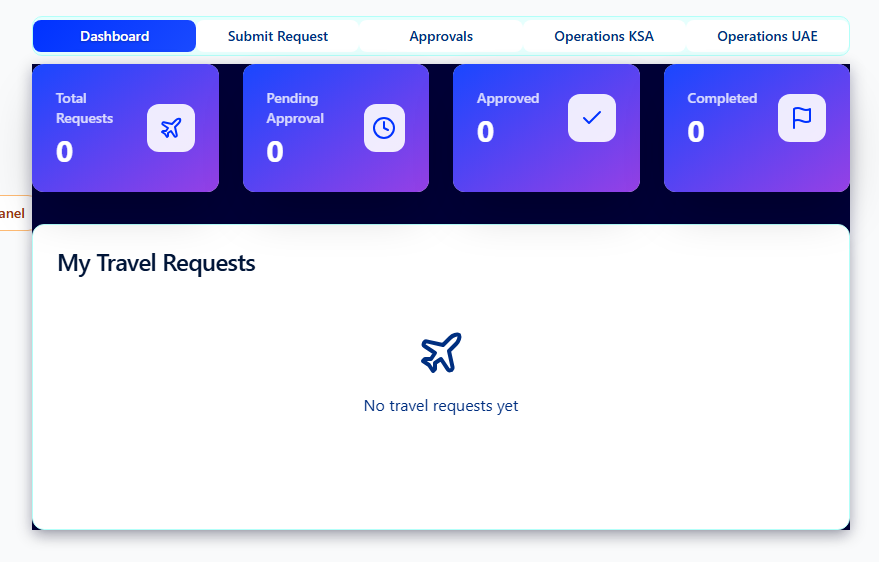 Dashboard
Submit Request
Approvals
Operations KSA
Operations UAE
Total
Requests
0
Pending
Approval
0
Approved
0
Completed
0
anel
My Travel Requests
No travel requests yet